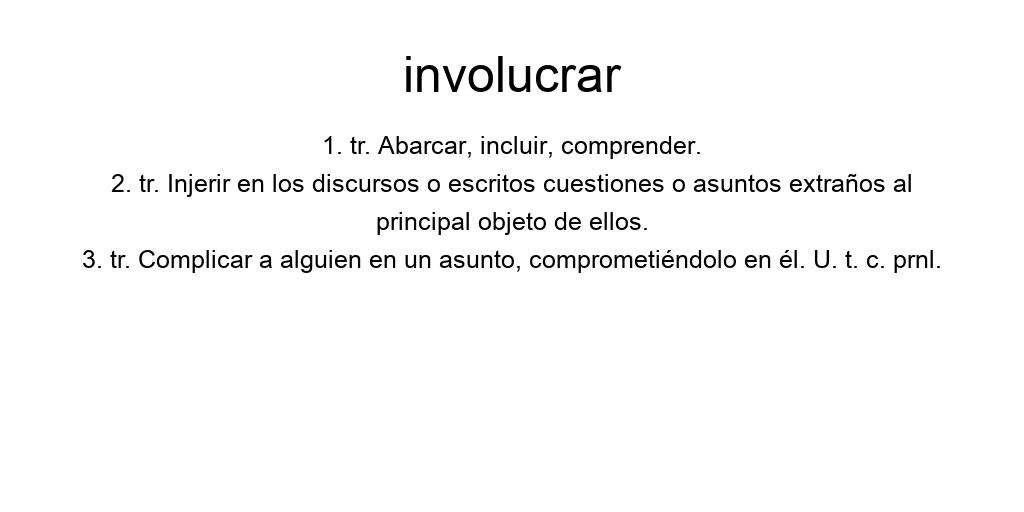 involucrar
1. tr. Abarcar, incluir, comprender.
2. tr. Injerir en los discursos o escritos cuestiones o asuntos extraños al
principal objeto de ellos.
3. tr. Complicar a alguien en un asunto, comprometiéndolo en él. U. t. c. prnl.